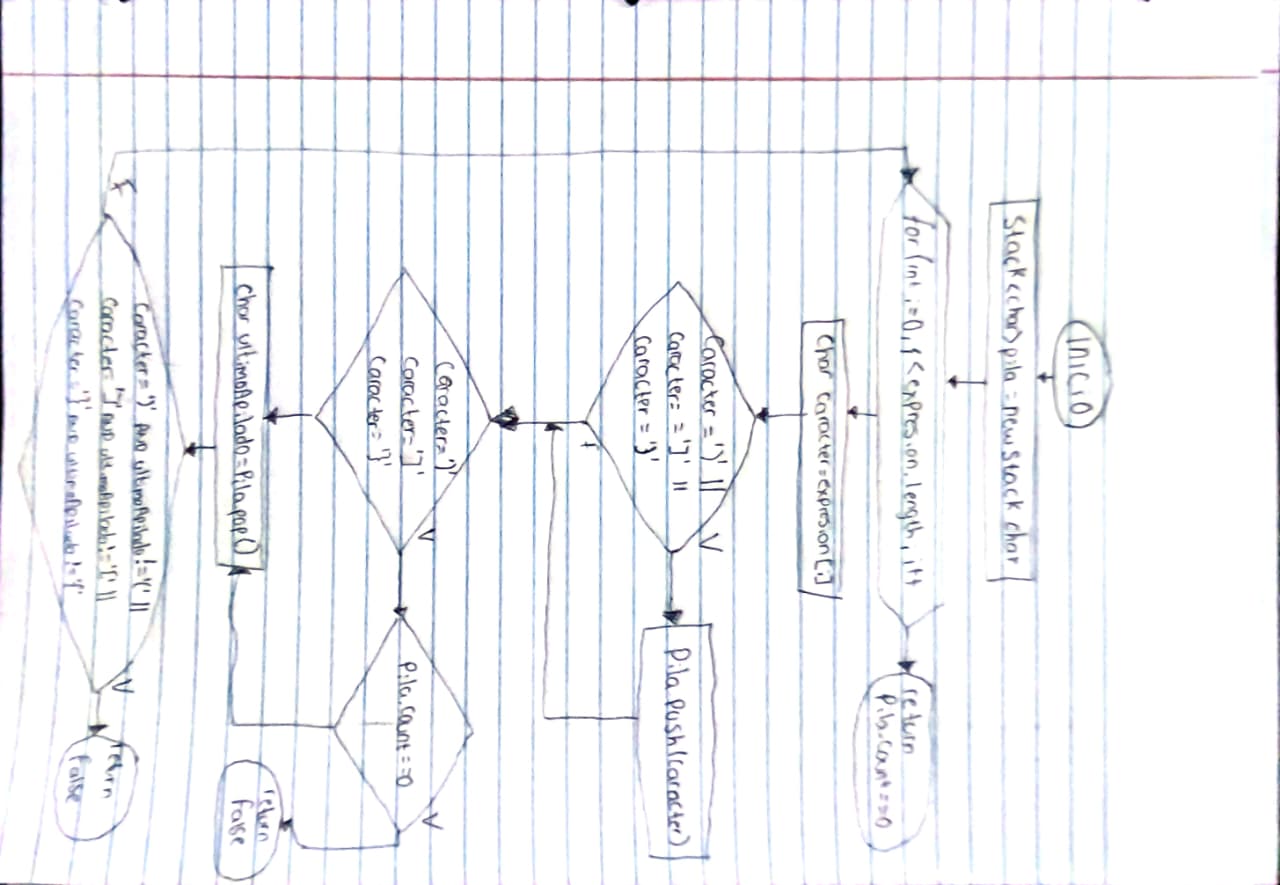 inicio
Stack<char>pila=new Stack char
for(int i=0,i<expresion.length,i++
return
pila.count==0
char caracter=expresion[i]
Caracter=')' ||
Caracter=']' ||
Caracter='}'
V
f
Pila push(caracter)
Caracter=')'
Caracter=']'
Caracter='}'
V
Pila.count==0
V
return
false
char ultimoApilado=Pila.pop()
Caracter=')' AND ultimoApilado!='(' ||
Caracter=']' AND ultimoApilado!='[' ||
Caracter='}' AND ultimoApilado!='{'
F
V
return
false